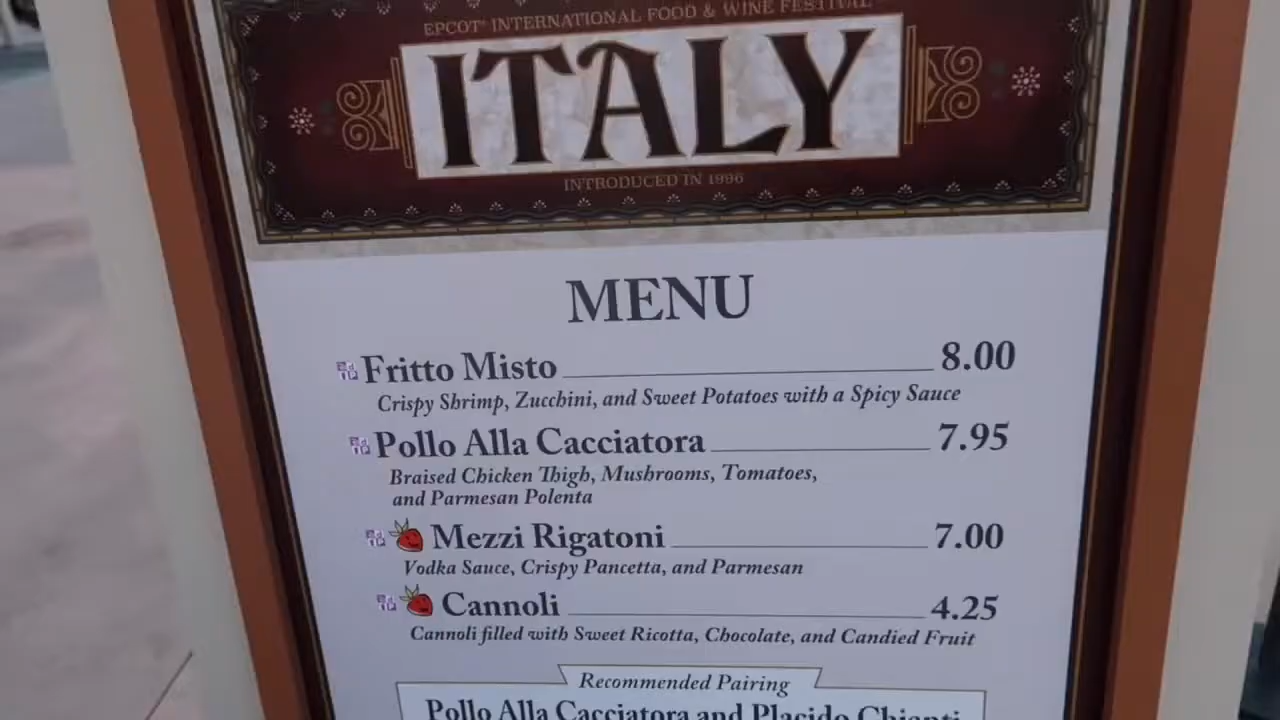 EPCOT INTERNATIONAL FOOD & WINE FESTIVAL
ITALY
INTRODUCED IN 1996
MENU
Fritto Misto 8.00
Crispy Shrimp, Zucchini, and Sweet Potatoes with a Spicy Sauce
Pollo Alla Cacciatora 7.95
Braised Chicken Thigh, Mushrooms, Tomatoes,
and Parmesan Polenta
Mezzi Rigatoni 7.00
Vodka Sauce, Crispy Pancetta, and Parmesan
Cannoli 4.25
Cannoli filled with Sweet Ricotta, Chocolate, and Candied Fruit
Recommended Pairing
Pollo Alla Cacciatora and Placido Chianti